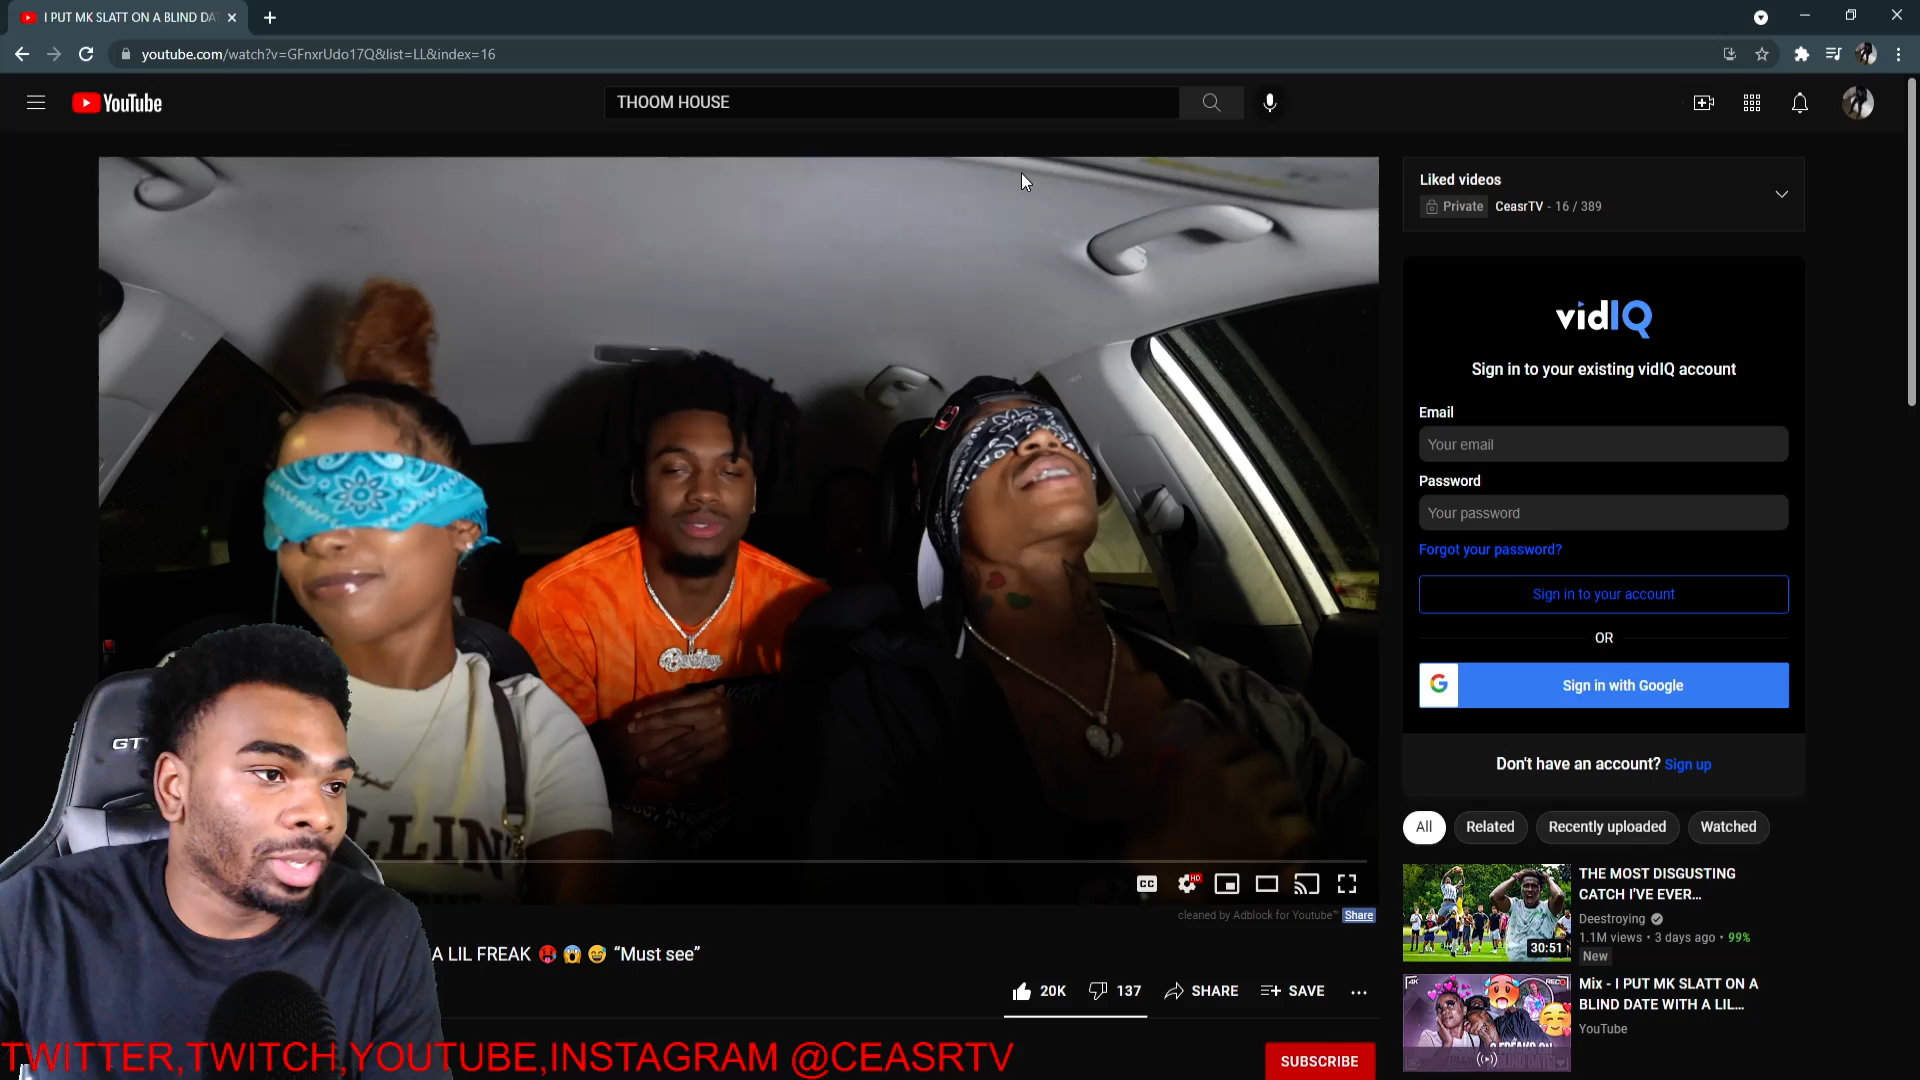 I PUT MK SLATT ON A BLIND DA
youtube.com/watch?v=GFnxrUdo17Q&list=LL&index=16
YouTube
THOOM HOUSE
Liked videos
Private CeasrTV - 16 / 389
vidIQ
Sign in to your existing vidIQ account
Email
Your email
Password
Your password
Forgot your password?
Sign in to your account
OR
G Sign in with Google
Don't have an account? Sign up
All Related Recently uploaded Watched
THE MOST DISGUSTING
CATCH I'VE EVER...
Deestroying
1.1M views • 3 days ago • 99%
New
30:51
Mix - I PUT MK SLATT ON A
BLIND DATE WITH A LIL...
YouTube
4K
REC
GT
LLIN
CC HD
cleaned by Adblock for Youtube™ Share
A LIL FREAK 🥵 😱 😅 “Must see”
20K 137 SHARE SAVE ...
SUBSCRIBE
TWITTER,TWITCH,YOUTUBE,INSTAGRAM @CEASRTV